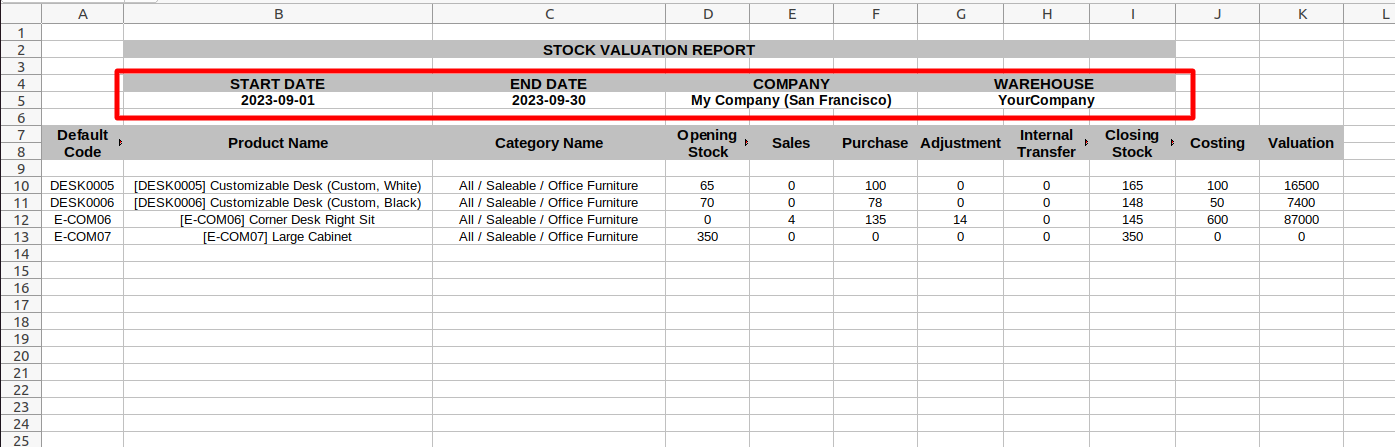 A B C D E F G H I J K L
1
2 STOCK VALUATION REPORT
3
4 START DATE END DATE COMPANY WAREHOUSE
5 2023-09-01 2023-09-30 My Company (San Francisco) YourCompany
6
7 Default Opening Internal Closing
Product Name Category Name Sales Purchase Adjustment Costing Valuation
8 Code Stock Transfer Stock
9
10 DESK0005 [DESK0005] Customizable Desk (Custom, White) All / Saleable / Office Furniture 65 0 100 0 0 165 100 16500
11 DESK0006 [DESK0006] Customizable Desk (Custom, Black) All / Saleable / Office Furniture 70 0 78 0 0 148 50 7400
12 E-COM06 [E-COM06] Corner Desk Right Sit All / Saleable / Office Furniture 0 4 135 14 0 145 600 87000
13 E-COM07 [E-COM07] Large Cabinet All / Saleable / Office Furniture 350 0 0 0 0 350 0 0
14
15
16
17
18
19
20
21
22
23
24
25